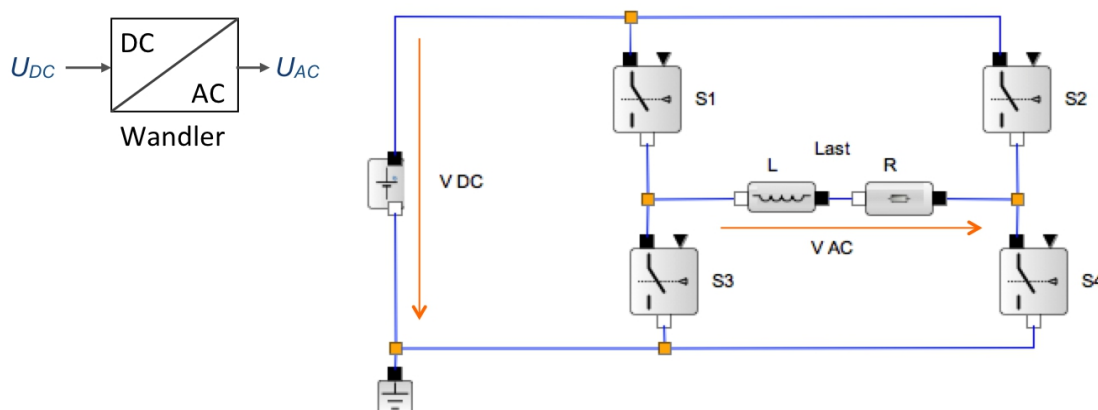 DC
U_DC
AC
U_AC
Wandler
V DC
S1
S2
Last
L
R
V AC
S3
S4